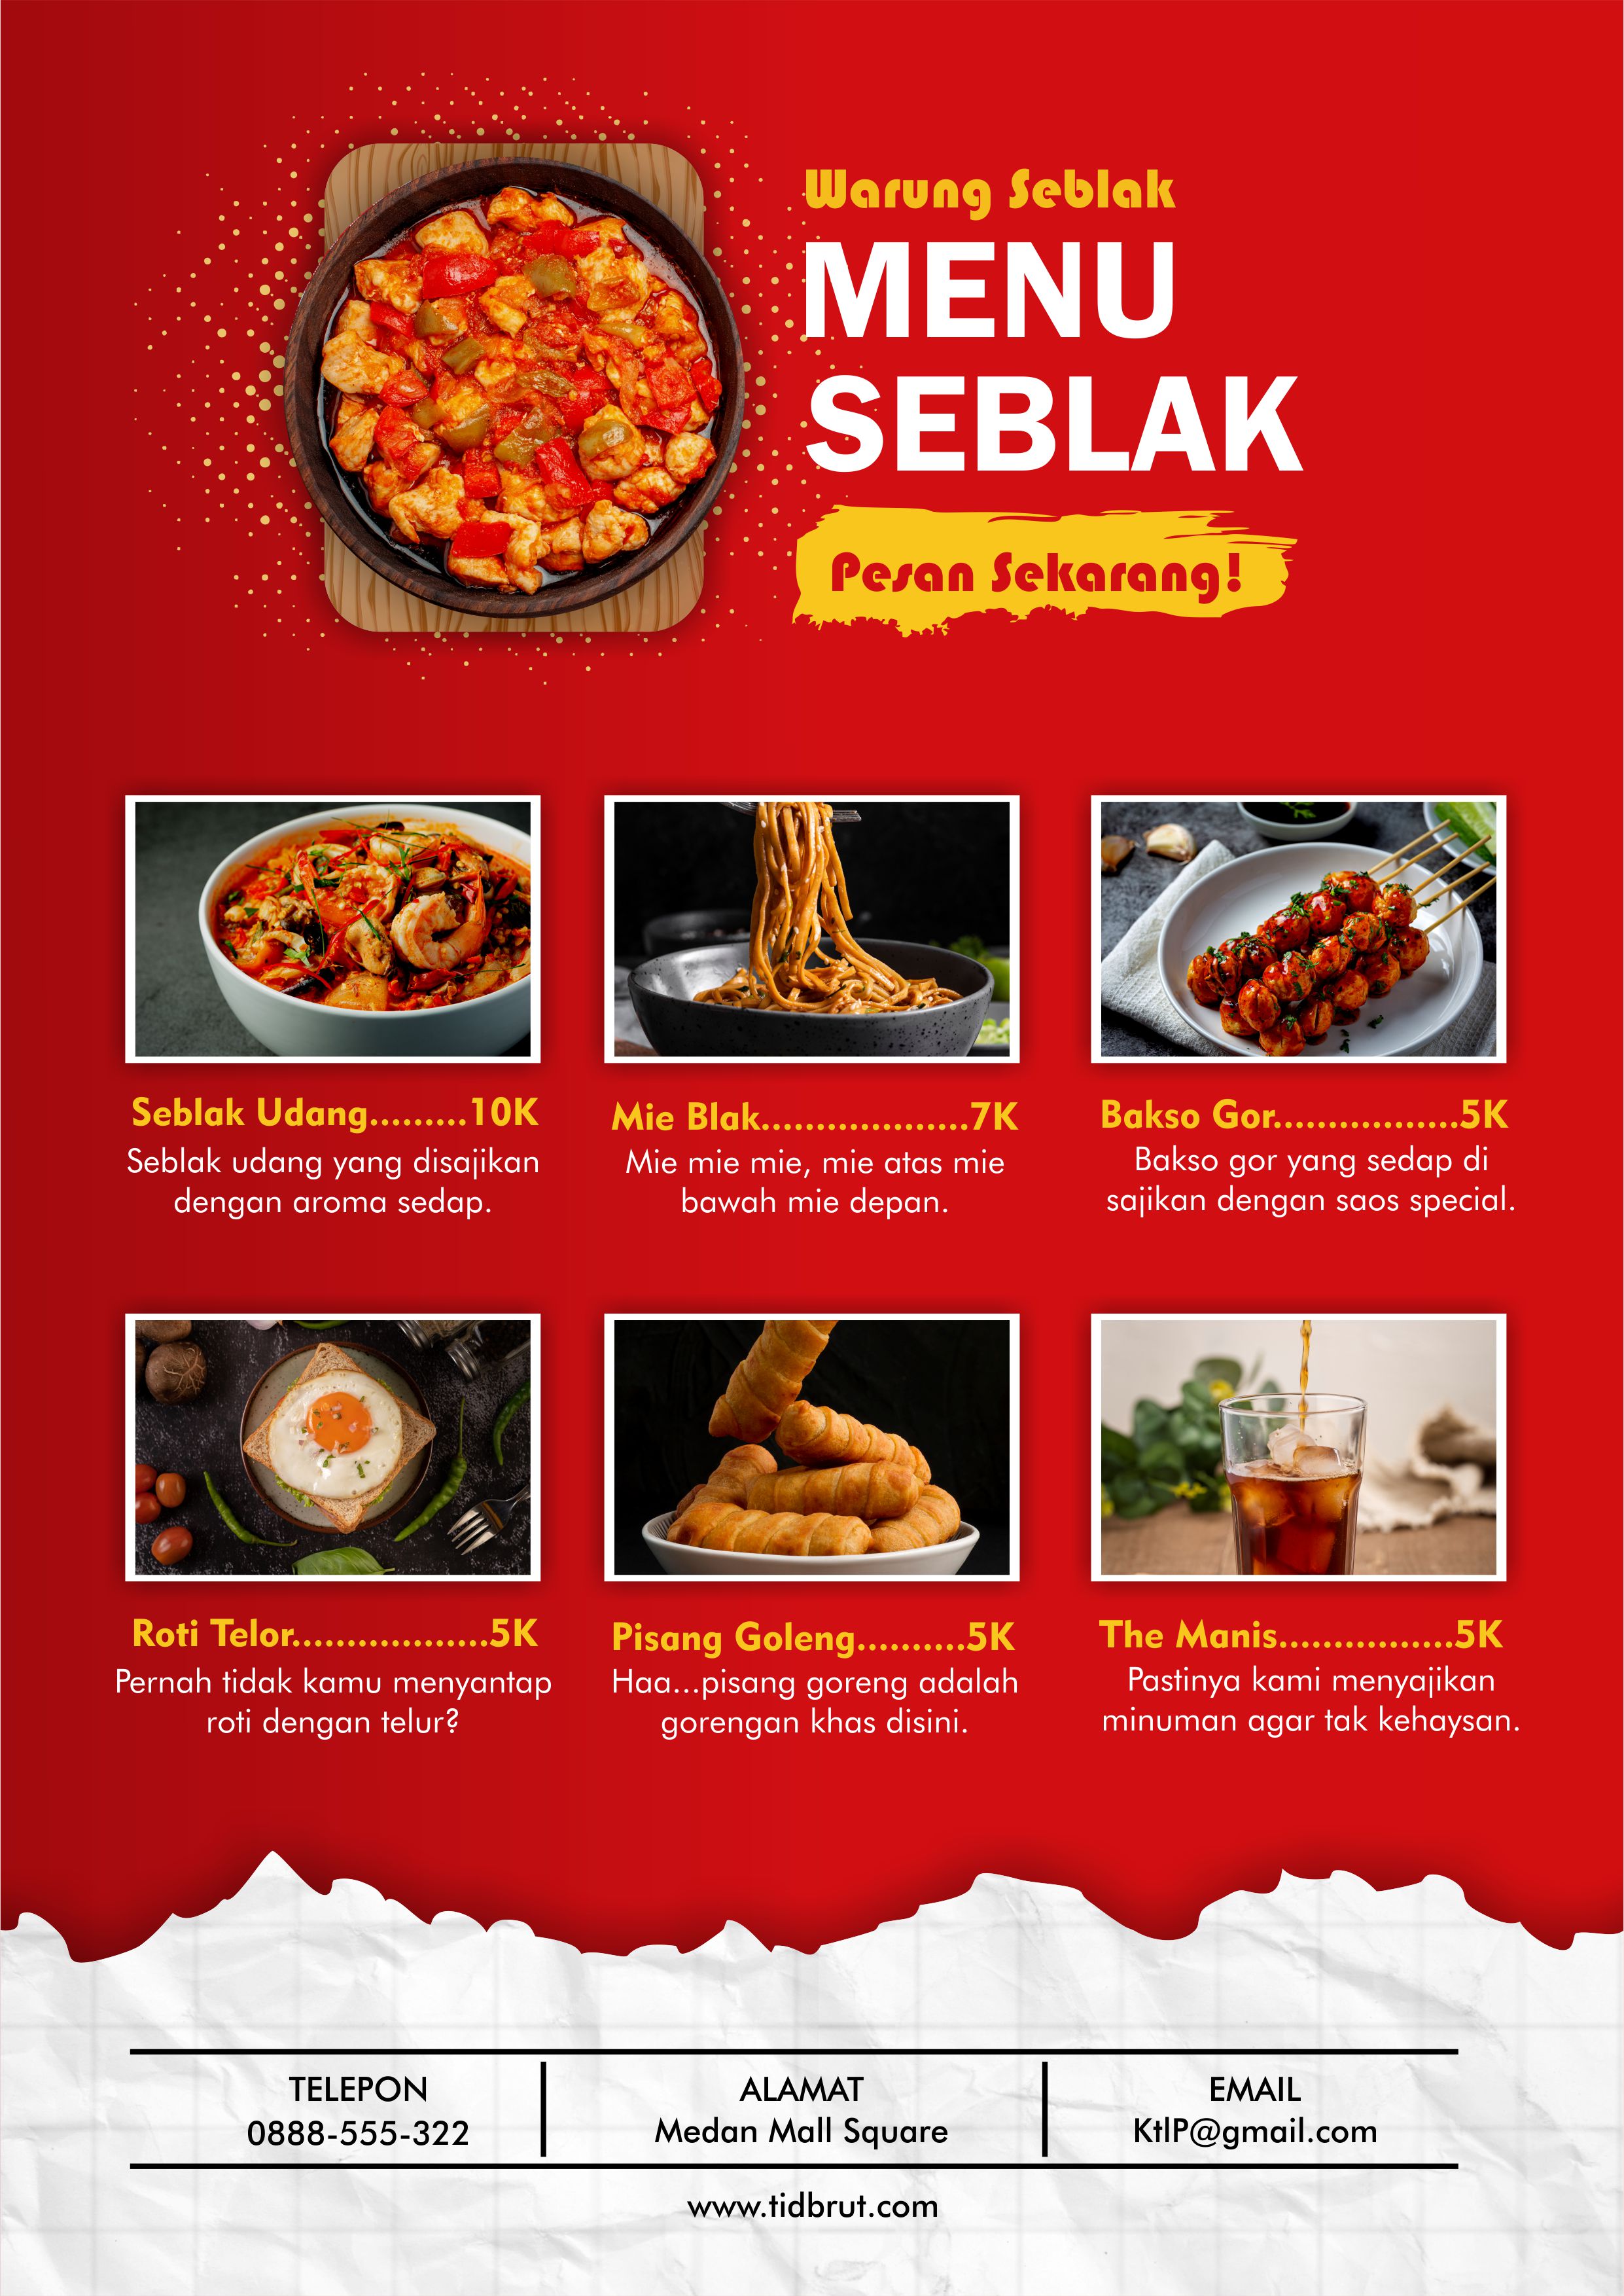 Warung Seblak
MENU
SEBLAK
Pesan Sekarang!
Seblak Udang.........10K
Seblak udang yang disajikan
dengan aroma sedap.
Mie Blak...................7K
Mie mie mie, mie atas mie
bawah mie depan.
Bakso Gor.................5K
Bakso gor yang sedap di
sajikan dengan saos special.
Roti Telor..................5K
Pernah tidak kamu menyantap
roti dengan telur?
Pisang Goleng..........5K
Haa...pisang goreng adalah
gorengan khas disini.
The Manis................5K
Pastinya kami menyajikan
minuman agar tak kehaysan.
TELEPON
0888-555-322
ALAMAT
Medan Mall Square
EMAIL
KtlP@gmail.com
www.tidbrut.com